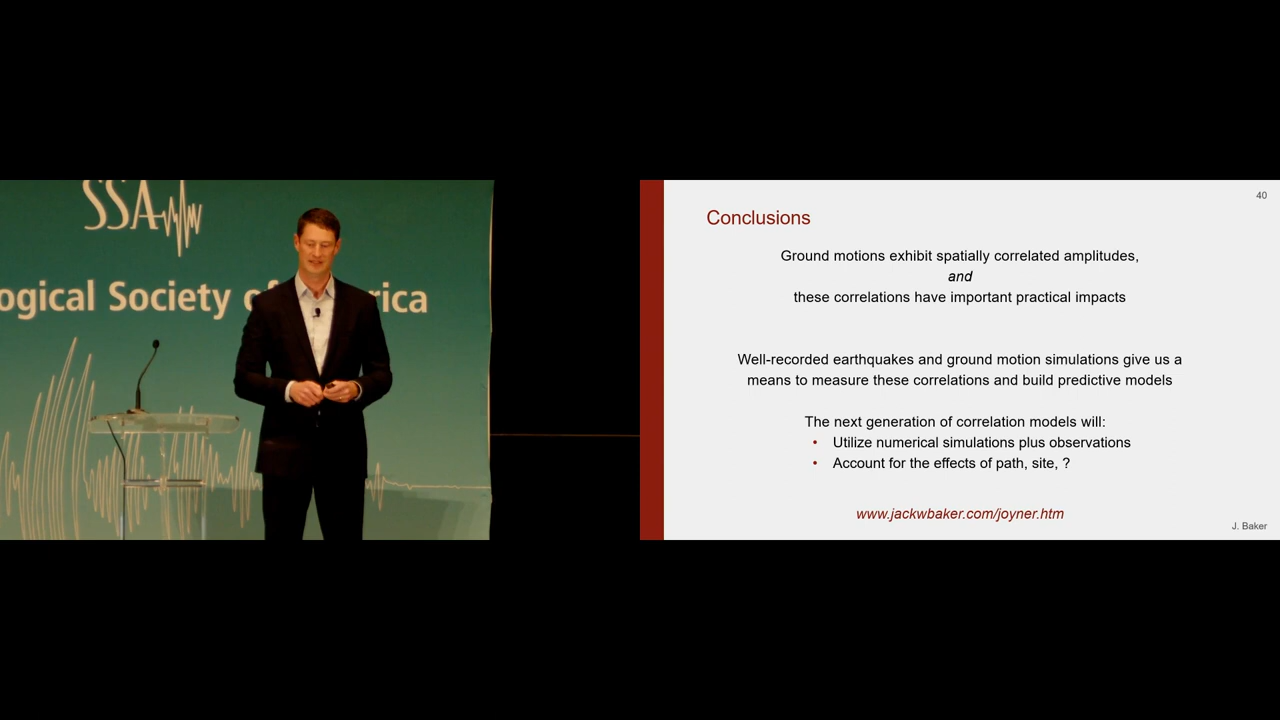 SSA
ogical Society of rica
40
Conclusions
Ground motions exhibit spatially correlated amplitudes,
and
these correlations have important practical impacts
Well-recorded earthquakes and ground motion simulations give us a
means to measure these correlations and build predictive models
The next generation of correlation models will:
• Utilize numerical simulations plus observations
• Account for the effects of path, site, ?
www.jackwbaker.com/joyner.htm
J. Baker